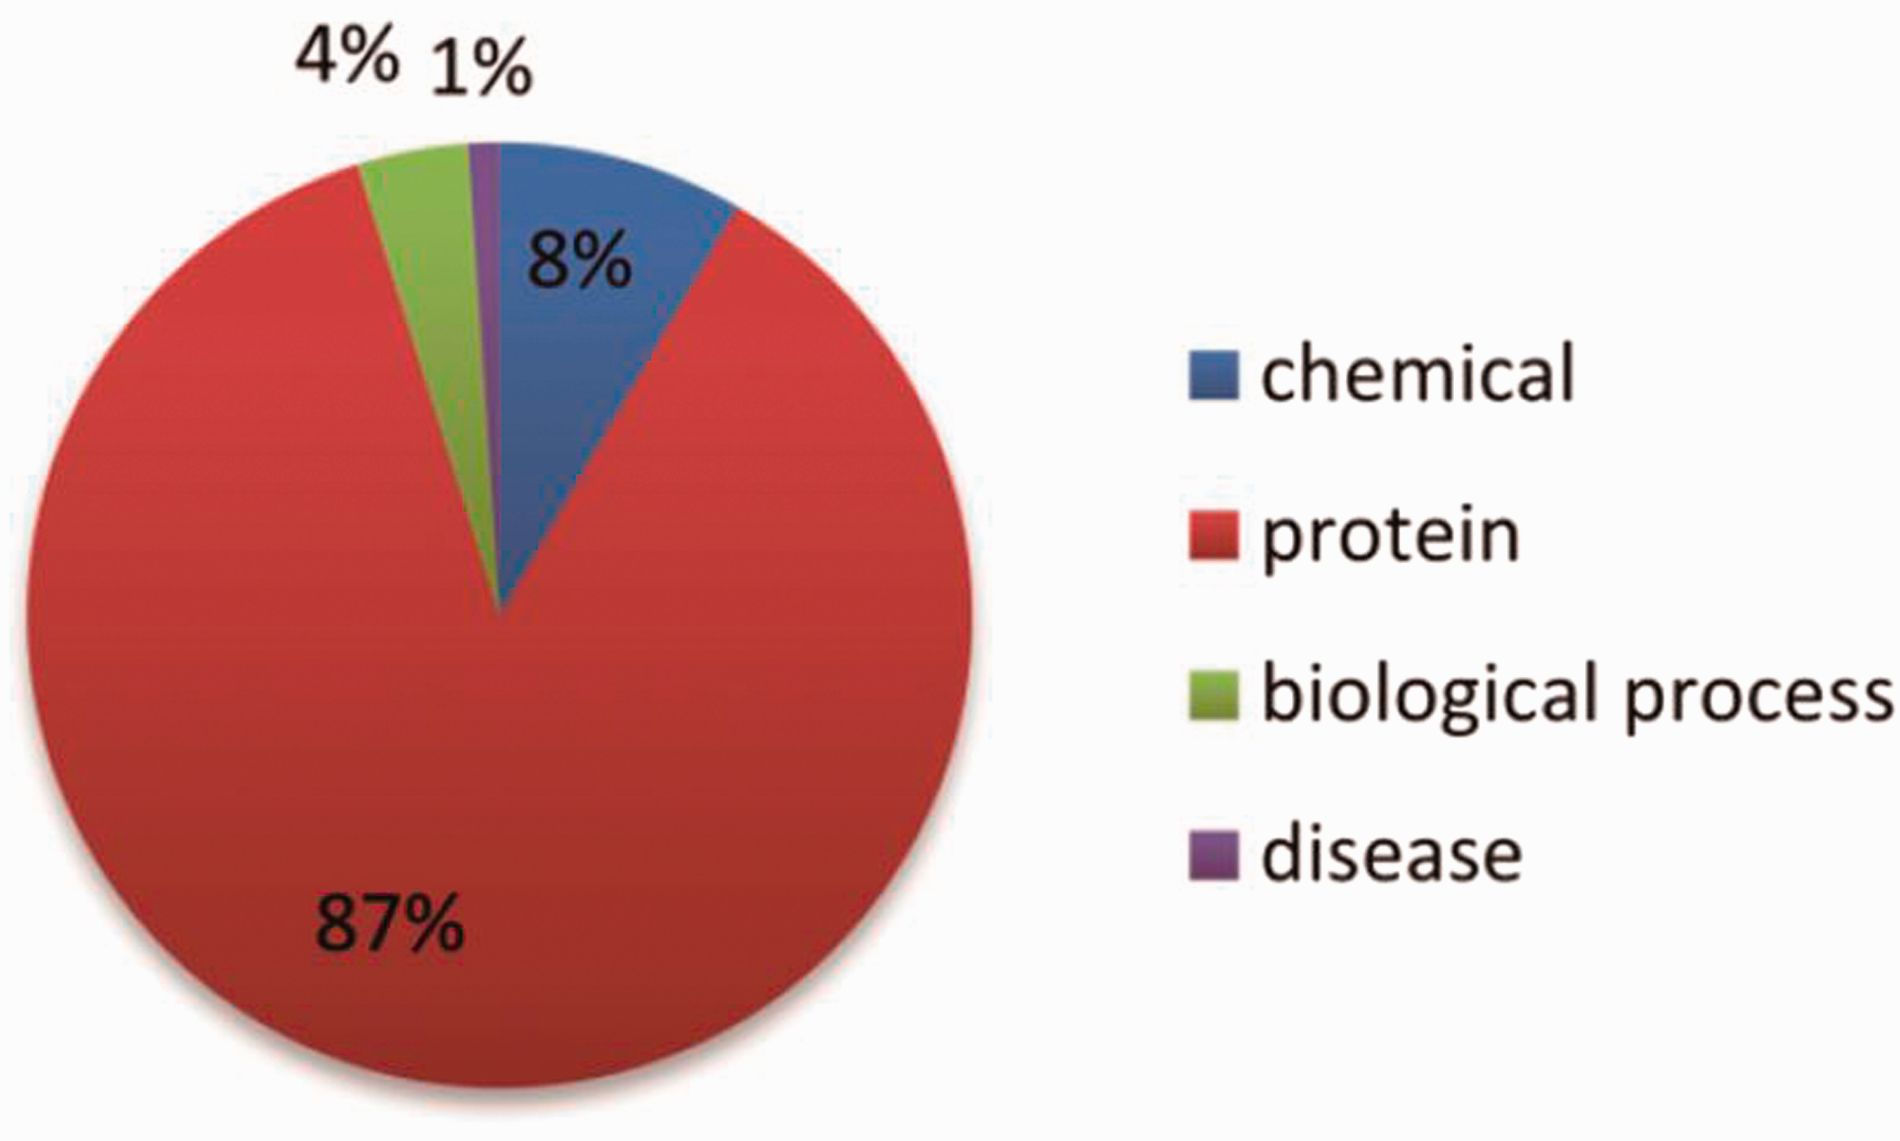 4% 1%
8%
87%
chemical
protein
biological process
disease